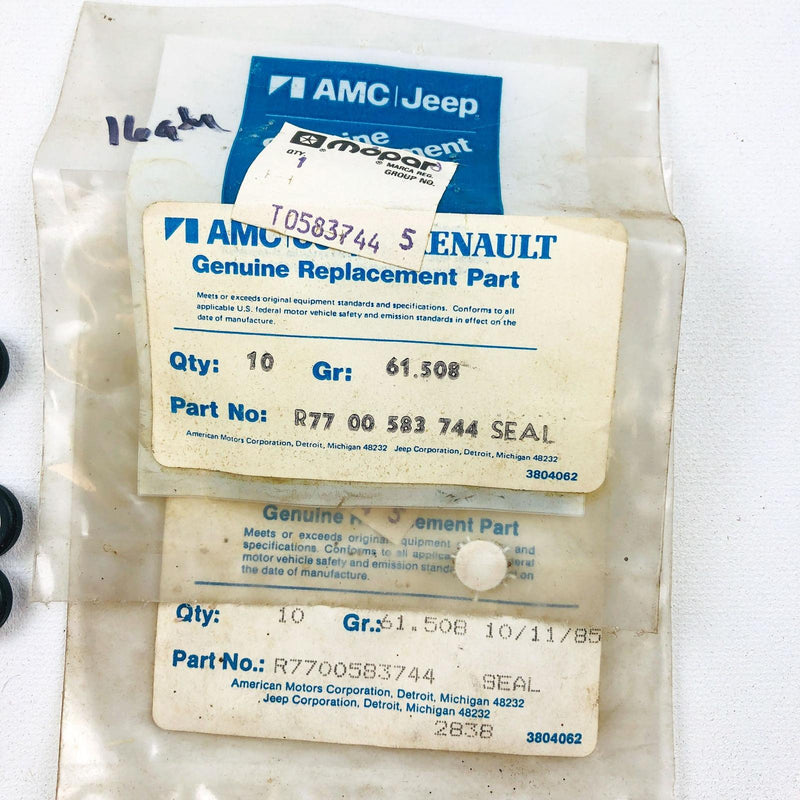 AMC Jeep
Genuine
mopar
QTY.
® MARCA REG.
1
GROUP NO.
T0583744 5
AMC RENAULT
Genuine Replacement Part
Meets or exceeds original equipment standards and specifications. Conforms to all
applicable U.S. federal motor vehicle safety and emission standards in effect on the
date of manufacture.
Qty: 10 Gr: 61.508
Part No: R77 00 583 744 SEAL
American Motors Corporation, Detroit, Michigan 48232 Jeep Corporation, Detroit, Michigan 48232
3804062
Genuine Part
Meets or exceeds original equipment and
specifications. Conforms to all
motor vehicle safety and emission on
the date of manufacture.
Qty: 10 Gr.: 61.508 10/11/85
Part No.: R7700583744 SEAL
American Motors Corporation, Detroit, Michigan 48232
Jeep Corporation, Detroit, Michigan 48232
2838 3804062